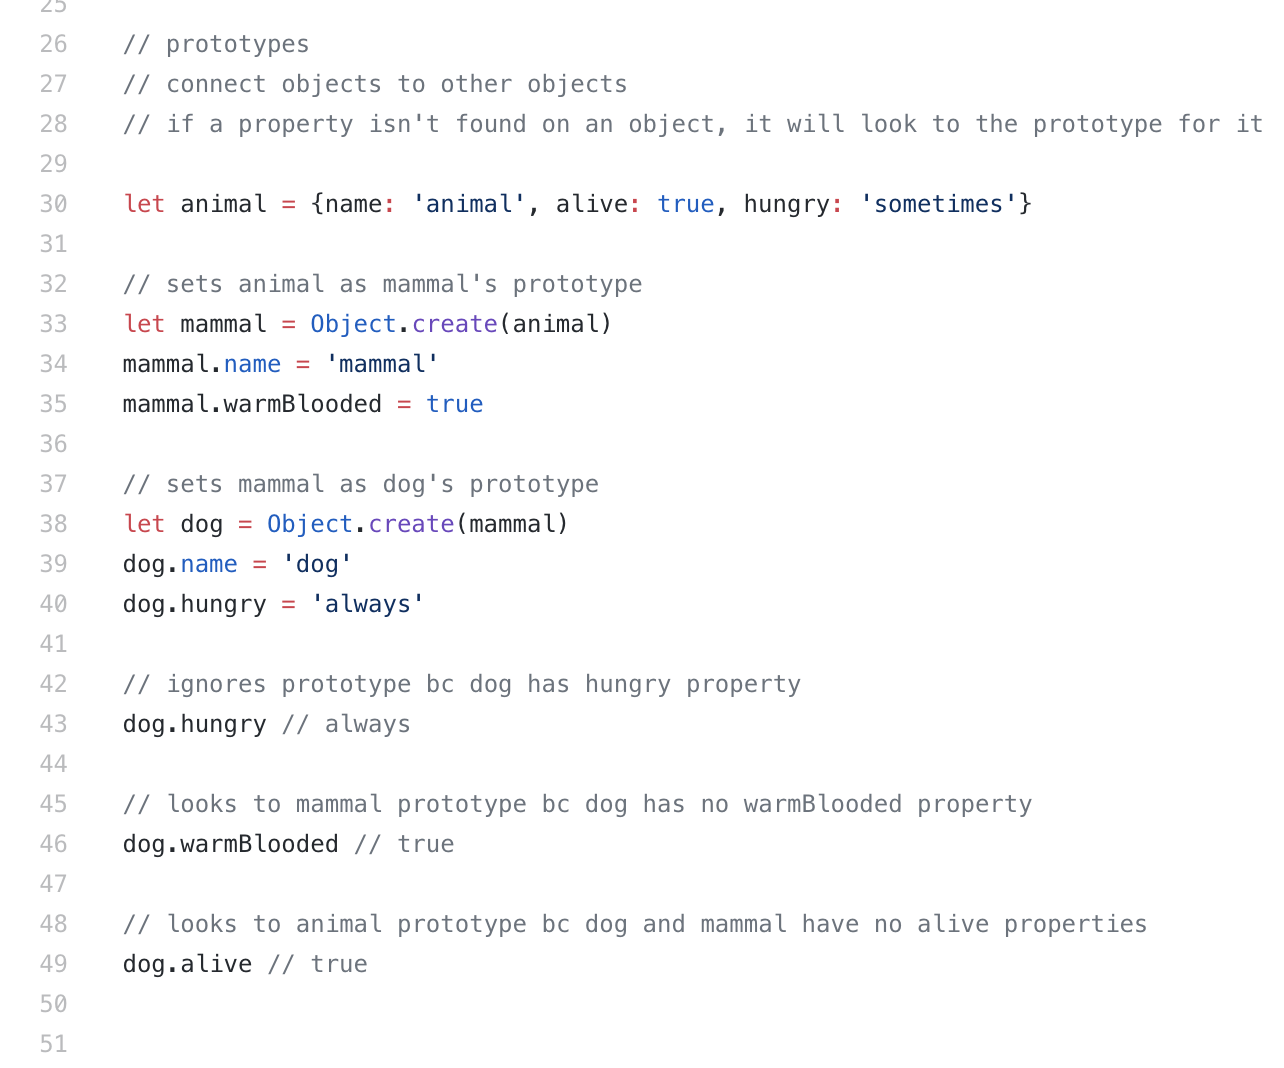 25
26 // prototypes
27 // connect objects to other objects
28 // if a property isn't found on an object, it will look to the prototype for it
29
30 let animal = {name: 'animal', alive: true, hungry: 'sometimes'}
31
32 // sets animal as mammal's prototype
33 let mammal = Object.create(animal)
34 mammal.name = 'mammal'
35 mammal.warmBlooded = true
36
37 // sets mammal as dog's prototype
38 let dog = Object.create(mammal)
39 dog.name = 'dog'
40 dog.hungry = 'always'
41
42 // ignores prototype bc dog has hungry property
43 dog.hungry // always
44
45 // looks to mammal prototype bc dog has no warmBlooded property
46 dog.warmBlooded // true
47
48 // looks to animal prototype bc dog and mammal have no alive properties
49 dog.alive // true
50
51